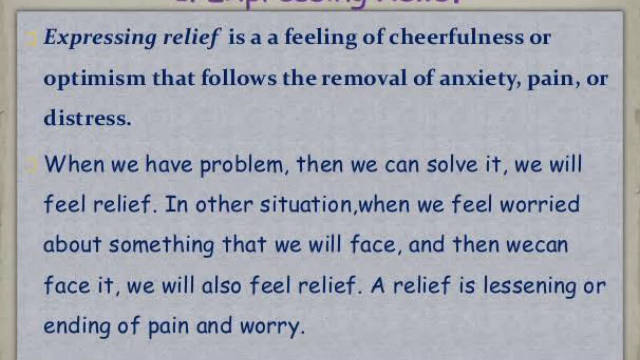 1. Expressing Relief
Expressing relief is a a feeling of cheerfulness or
optimism that follows the removal of anxiety, pain, or
distress.
When we have problem, then we can solve it, we will
feel relief. In other situation,when we feel worried
about something that we will face, and then wecan
face it, we will also feel relief. A relief is lessening or
ending of pain and worry.